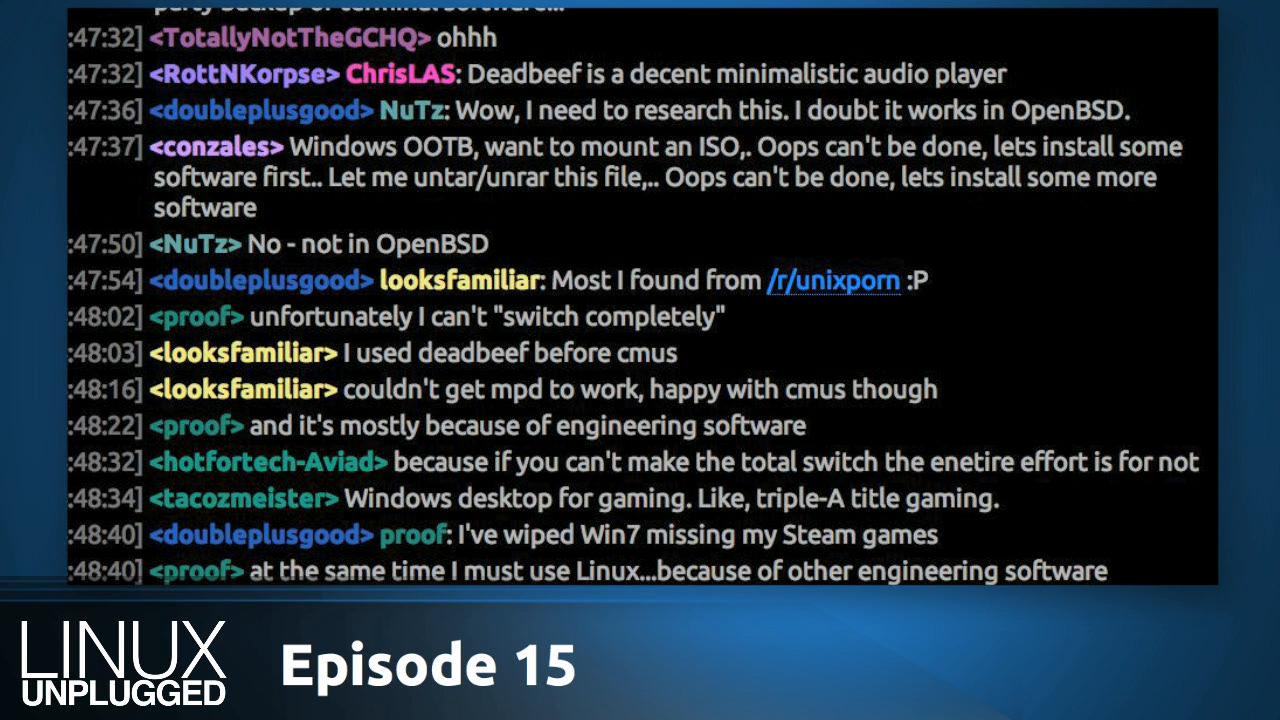 party backup or terminal software...
:47:32] <TotallyNotTheGCHQ> ohhh
:47:32] <RottNKorpse> ChrisLAS: Deadbeef is a decent minimalistic audio player
:47:36] <doubleplusgood> NuTz: Wow, I need to research this. I doubt it works in OpenBSD.
:47:37] <conzales> Windows OOTB, want to mount an ISO,. Oops can't be done, lets install some
software first.. Let me untar/unrar this file,.. Oops can't be done, lets install some more
software
:47:50] <NuTz> No - not in OpenBSD
:47:54] <doubleplusgood> looksfamiliar: Most I found from /r/unixporn :P
:48:02] <proof> unfortunately I can't "switch completely"
:48:03] <looksfamiliar> I used deadbeef before cmus
:48:16] <looksfamiliar> couldn't get mpd to work, happy with cmus though
:48:22] <proof> and it's mostly because of engineering software
:48:32] <hotfortech-Aviad> because if you can't make the total switch the enetire effort is for not
:48:34] <tacozmeister> Windows desktop for gaming. Like, triple-A title gaming.
:48:40] <doubleplusgood> proof: I've wiped Win7 missing my Steam games
:48:40] <proof> at the same time I must use Linux...because of other engineering software
LINUX
UNPLUGGED
Episode 15